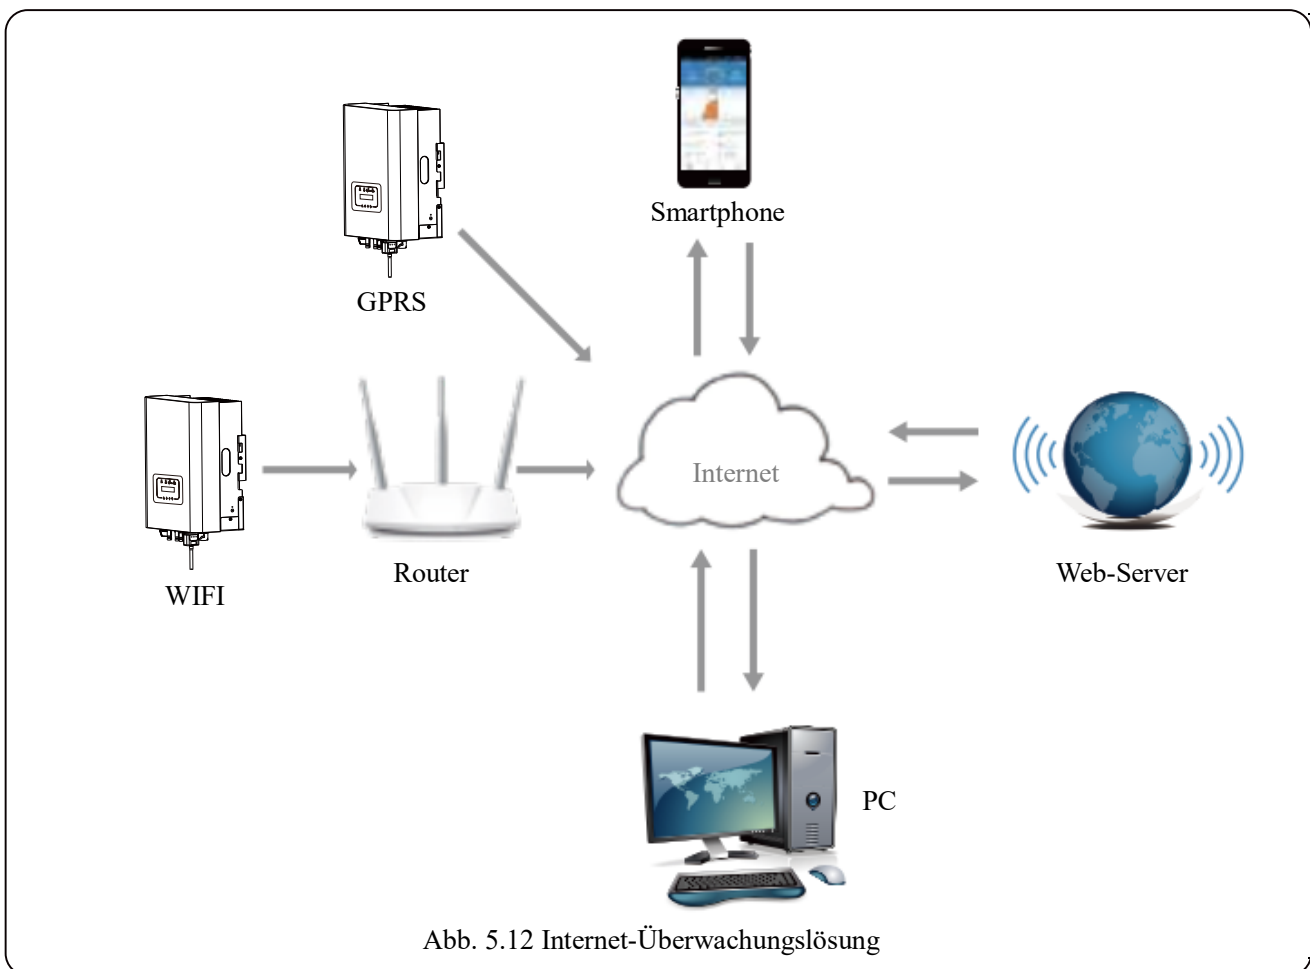 Smartphone
GPRS
Internet
Router
WIFI
Web-Server
PC
Abb. 5.12 Internet-Überwachungslösung